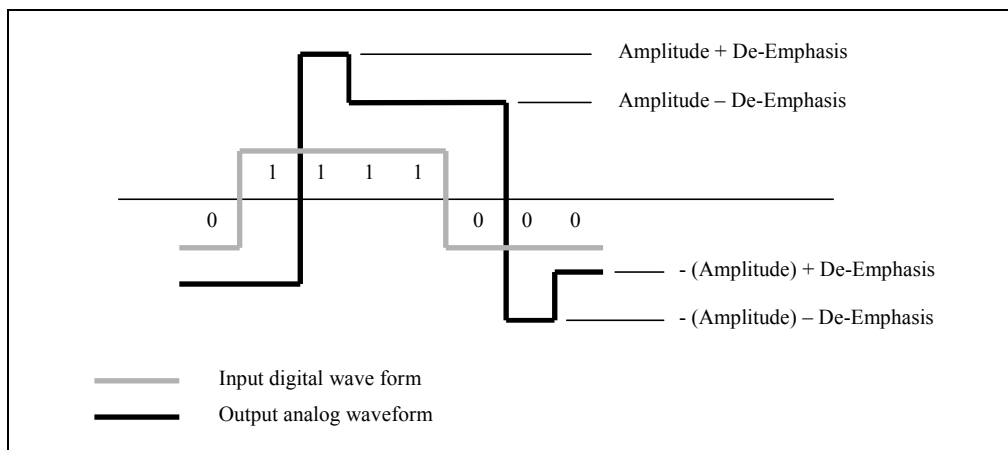 Amplitude + De-Emphasis
Amplitude – De-Emphasis
1 1 1 1
0 0 0 0
- (Amplitude) + De-Emphasis
- (Amplitude) – De-Emphasis
Input digital wave form
Output analog waveform